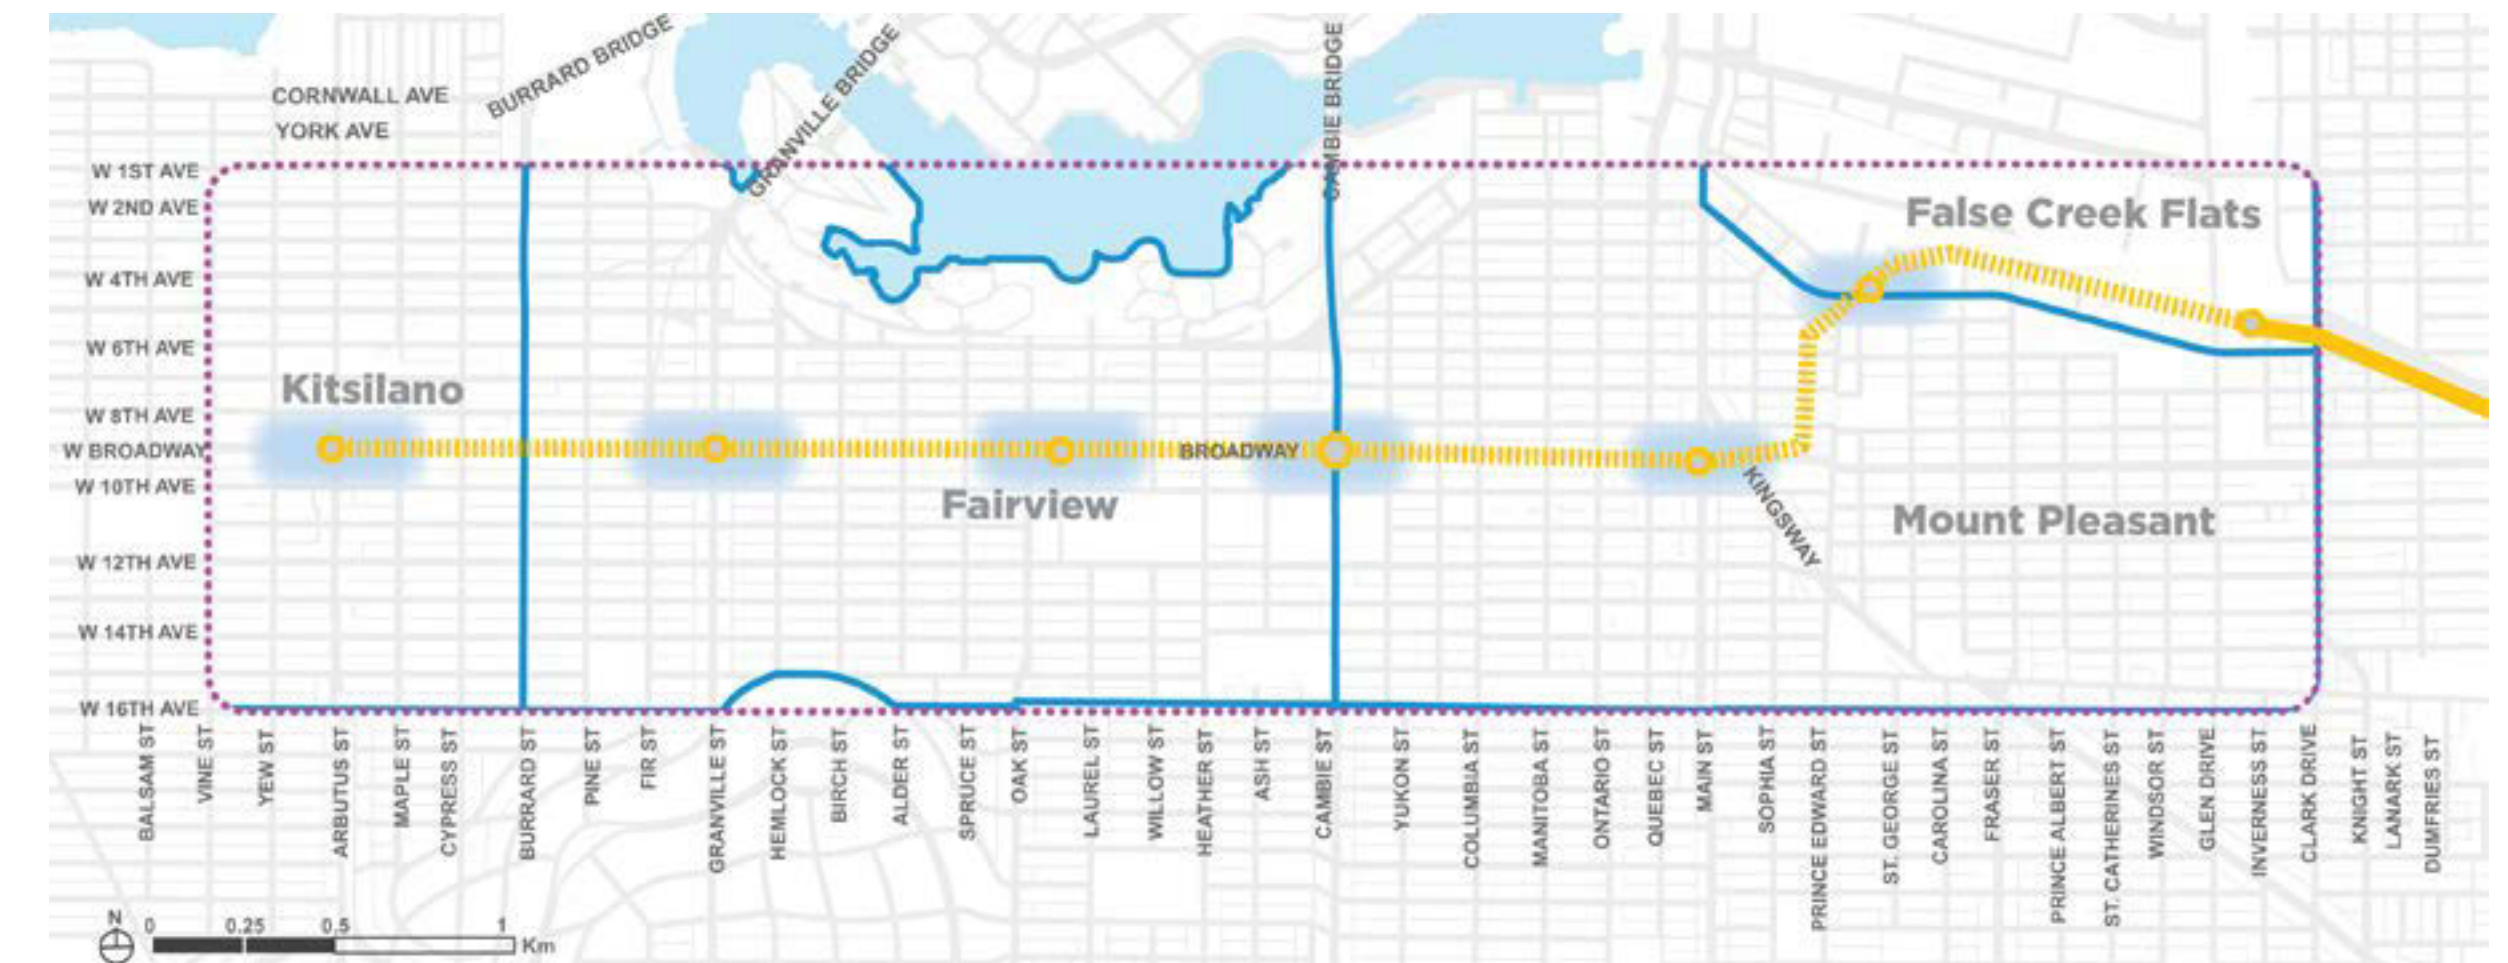 BURRARD BRIDGE
GRANVILLE BRIDGE
CAMBIE BRIDGE
CORNWALL AVE
YORK AVE
W 1ST AVE
W 2ND AVE
W 4TH AVE
W 6TH AVE
W 8TH AVE
W BROADWAY
W 10TH AVE
W 12TH AVE
W 14TH AVE
W 16TH AVE
False Creek Flats
Kitsilano
BROADWAY
Fairview
KINGSWAY
Mount Pleasant
BALSAM ST
VINE ST
YEW ST
ARBUTUS ST
MAPLE ST
CYPRESS ST
BURRARD ST
PINE ST
FIR ST
GRANVILLE ST
HEMLOCK ST
BIRCH ST
ALDER ST
SPRUCE ST
OAK ST
LAUREL ST
WILLOW ST
HEATHER ST
ASH ST
CAMBIE ST
YUKON ST
COLUMBIA ST
MANITOBA ST
ONTARIO ST
QUEBEC ST
MAIN ST
SOPHIA ST
PRINCE EDWARD ST
ST. GEORGE ST
CAROLINA ST
FRASER ST
PRINCE ALBERT ST
ST. CATHERINES ST
WINDSOR ST
GLEN DRIVE
INVERNESS ST
CLARK DRIVE
KNIGHT ST
LANARK ST
DUMFRIES ST
N
0 0.25 0.5 1
Km